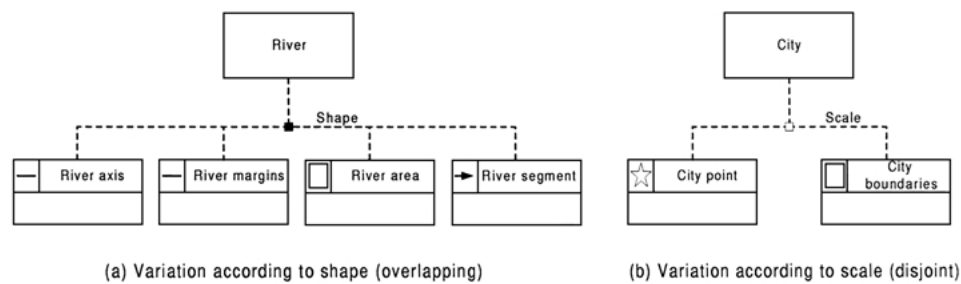 River
Shape
River axis
River margins
River area
River segment
(a) Variation according to shape (overlapping)
City
Scale
City point
City
boundaries
(b) Variation according to scale (disjoint)